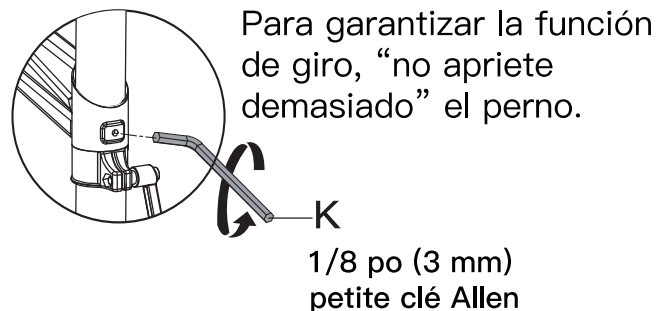 Para garantizar la función
de giro, “no apriete
demasiado” el perno.
K
1/8 po (3 mm)
petite clé Allen